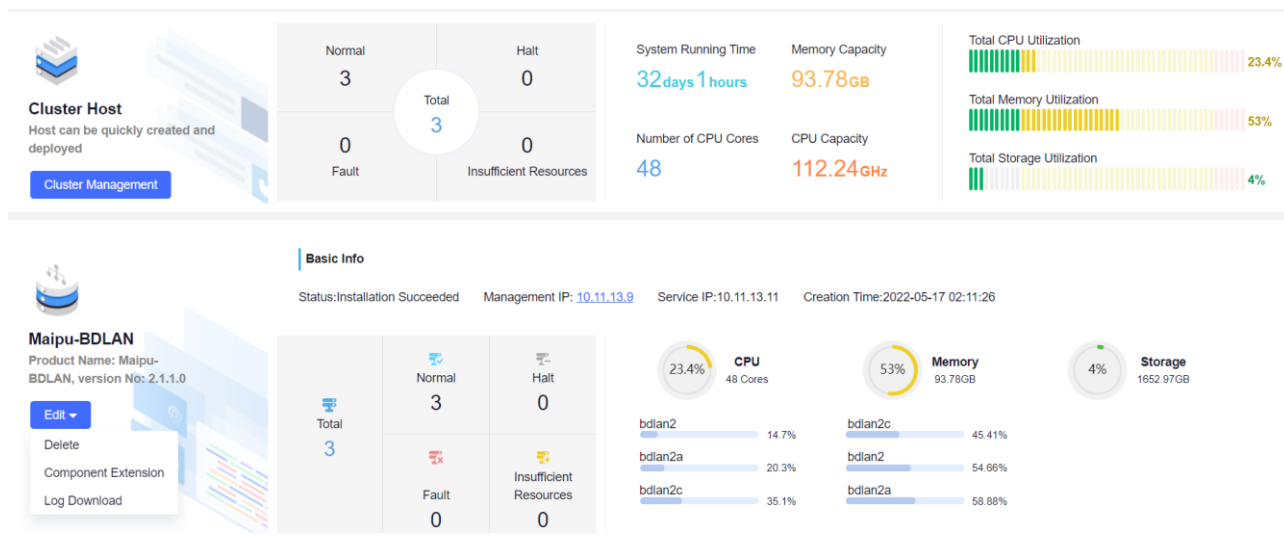 Cluster Host
Host can be quickly created and
deployed
Cluster Management
Normal
3
Halt
0
Total
3
0
Fault
0
Insufficient Resources
System Running Time
32days1hours
Memory Capacity
93.78GB
Number of CPU Cores
48
CPU Capacity
112.24GHz
Total CPU Utilization
23.4%
Total Memory Utilization
53%
Total Storage Utilization
4%
Maipu-BDLAN
Product Name: Maipu-
BDLAN, version No: 2.1.1.0
Edit
Delete
Component Extension
Log Download
Basic Info
Status:Installation Succeeded Management IP: 10.11.13.9 Service IP:10.11.13.11 Creation Time:2022-05-17 02:11:26
Total
3
Normal
3
Halt
0
Fault
0
Insufficient
Resources
0
23.4%
CPU
48 Cores
bdlan2
14.7%
bdlan2a
20.3%
bdlan2c
35.1%
53%
Memory
93.78GB
bdlan2c
45.41%
bdlan2
54.66%
bdlan2a
58.88%
4%
Storage
1652.97GB